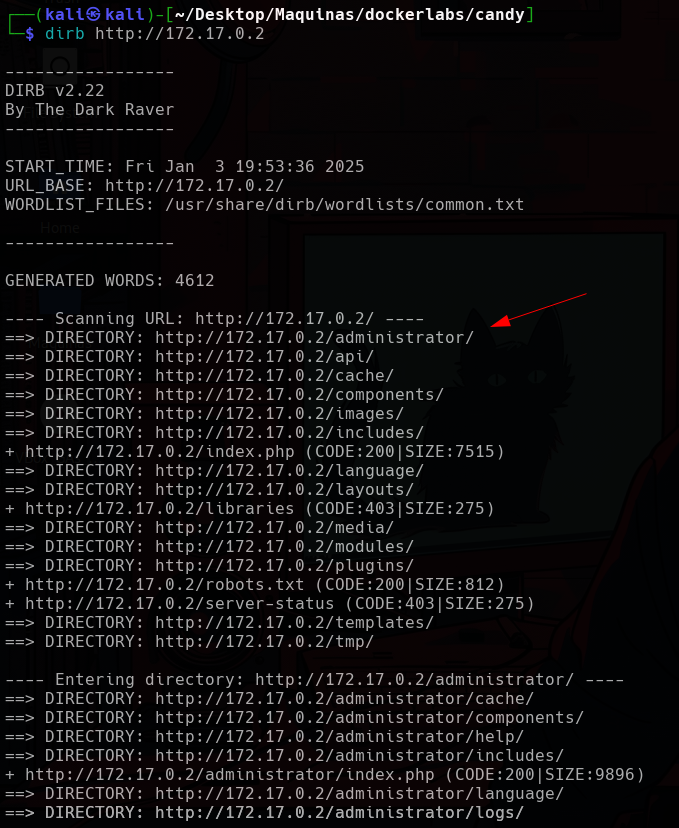 ┌──(kali㉿kali)-[~/Desktop/Maquinas/dockerlabs/candy]
└─$ dirb http://172.17.0.2
-----------------
DIRB v2.22
By The Dark Raver
-----------------
START_TIME: Fri Jan  3 19:53:36 2025
URL_BASE: http://172.17.0.2/
WORDLIST_FILES: /usr/share/dirb/wordlists/common.txt
-----------------
Home
GENERATED WORDS: 4612
---- Scanning URL: http://172.17.0.2/ ----
==> DIRECTORY: http://172.17.0.2/administrator/
==> DIRECTORY: http://172.17.0.2/api/
==> DIRECTORY: http://172.17.0.2/cache/
==> DIRECTORY: http://172.17.0.2/components/
==> DIRECTORY: http://172.17.0.2/images/
==> DIRECTORY: http://172.17.0.2/includes/
+ http://172.17.0.2/index.php (CODE:200|SIZE:7515)
==> DIRECTORY: http://172.17.0.2/language/
==> DIRECTORY: http://172.17.0.2/layouts/
+ http://172.17.0.2/libraries (CODE:403|SIZE:275)
==> DIRECTORY: http://172.17.0.2/media/
==> DIRECTORY: http://172.17.0.2/modules/
==> DIRECTORY: http://172.17.0.2/plugins/
+ http://172.17.0.2/robots.txt (CODE:200|SIZE:812)
+ http://172.17.0.2/server-status (CODE:403|SIZE:275)
==> DIRECTORY: http://172.17.0.2/templates/
==> DIRECTORY: http://172.17.0.2/tmp/
---- Entering directory: http://172.17.0.2/administrator/ ----
==> DIRECTORY: http://172.17.0.2/administrator/cache/
==> DIRECTORY: http://172.17.0.2/administrator/components/
==> DIRECTORY: http://172.17.0.2/administrator/help/
==> DIRECTORY: http://172.17.0.2/administrator/includes/
+ http://172.17.0.2/administrator/index.php (CODE:200|SIZE:9896)
==> DIRECTORY: http://172.17.0.2/administrator/language/
==> DIRECTORY: http://172.17.0.2/administrator/logs/